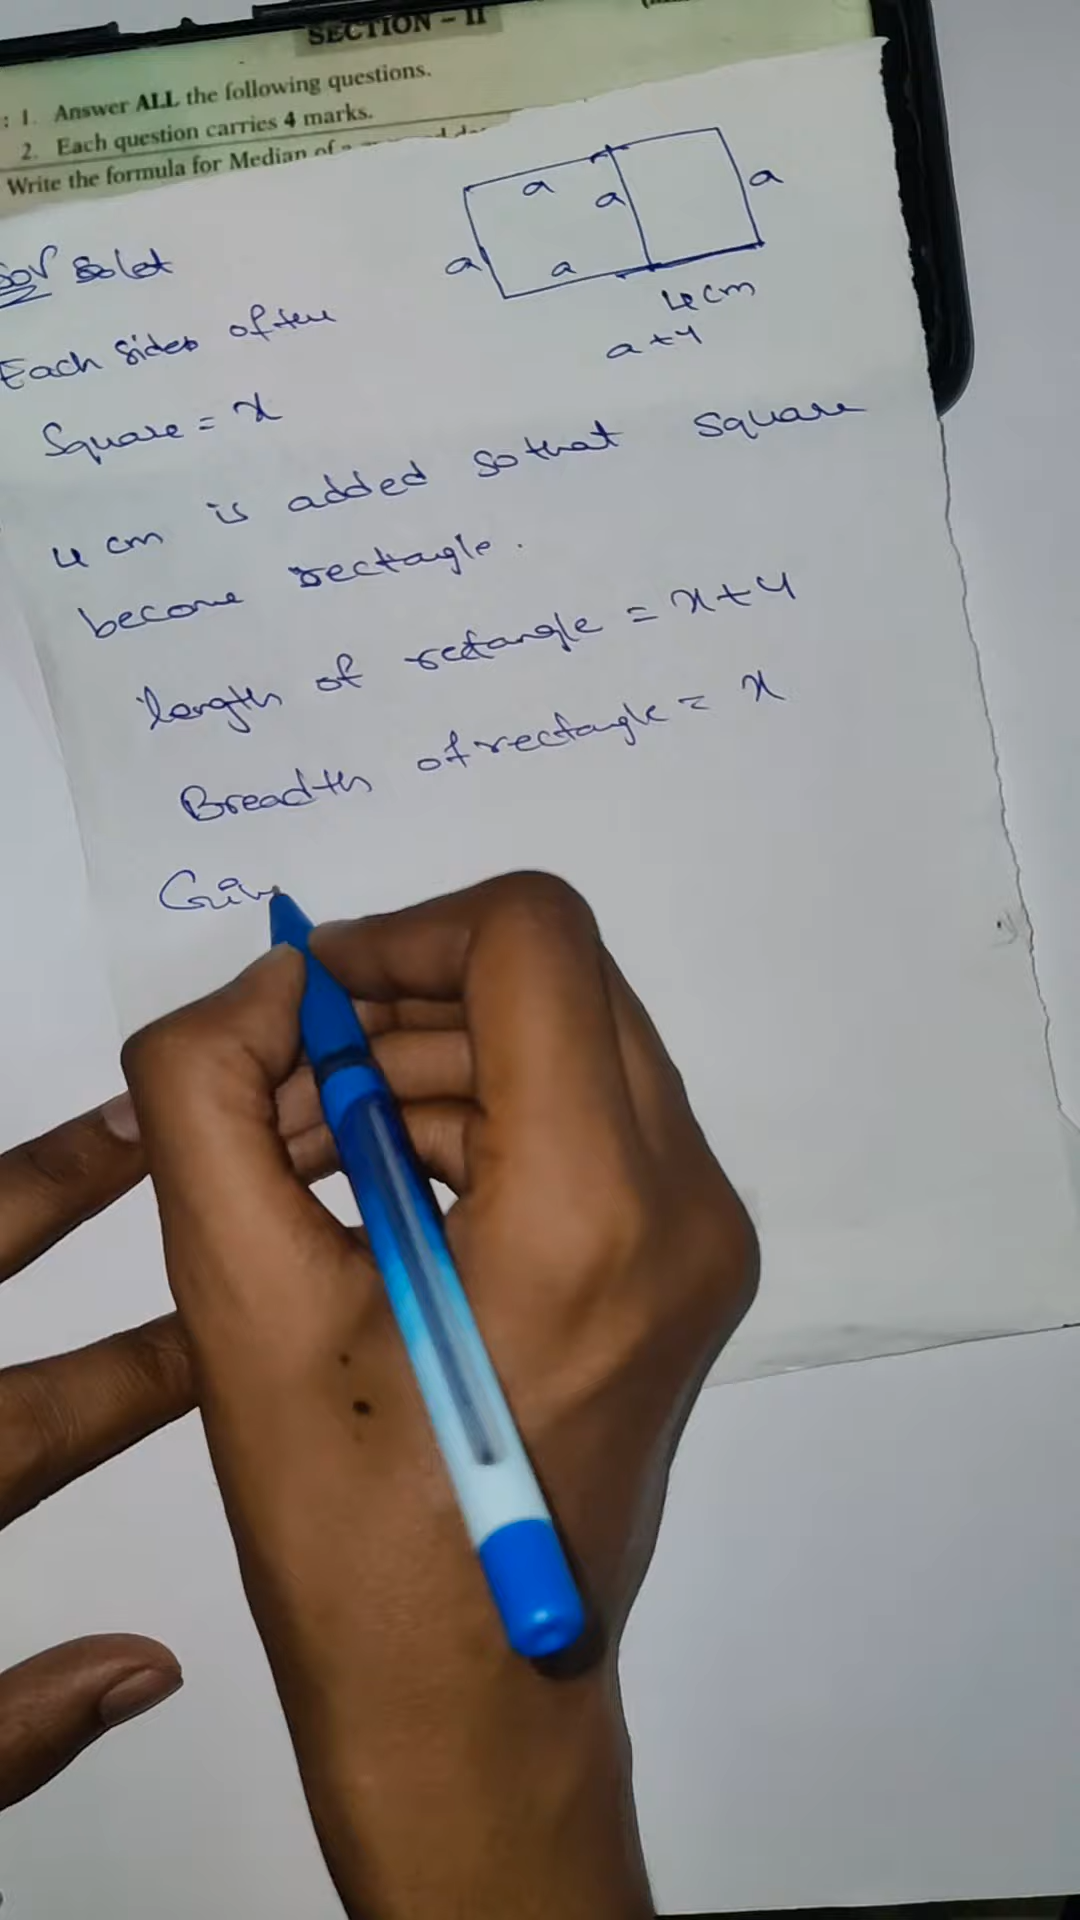 SECTION - II
: 1. Answer ALL the following questions.
2. Each question carries 4 marks.
Write the formula for Median of
a
a
a
a
a
4cm
a+4
let
Each sides of the
Square = x
4 cm is added so that square
become rectagle.
length of rectangle = x+4
Breadth of rectangle = x
Giv